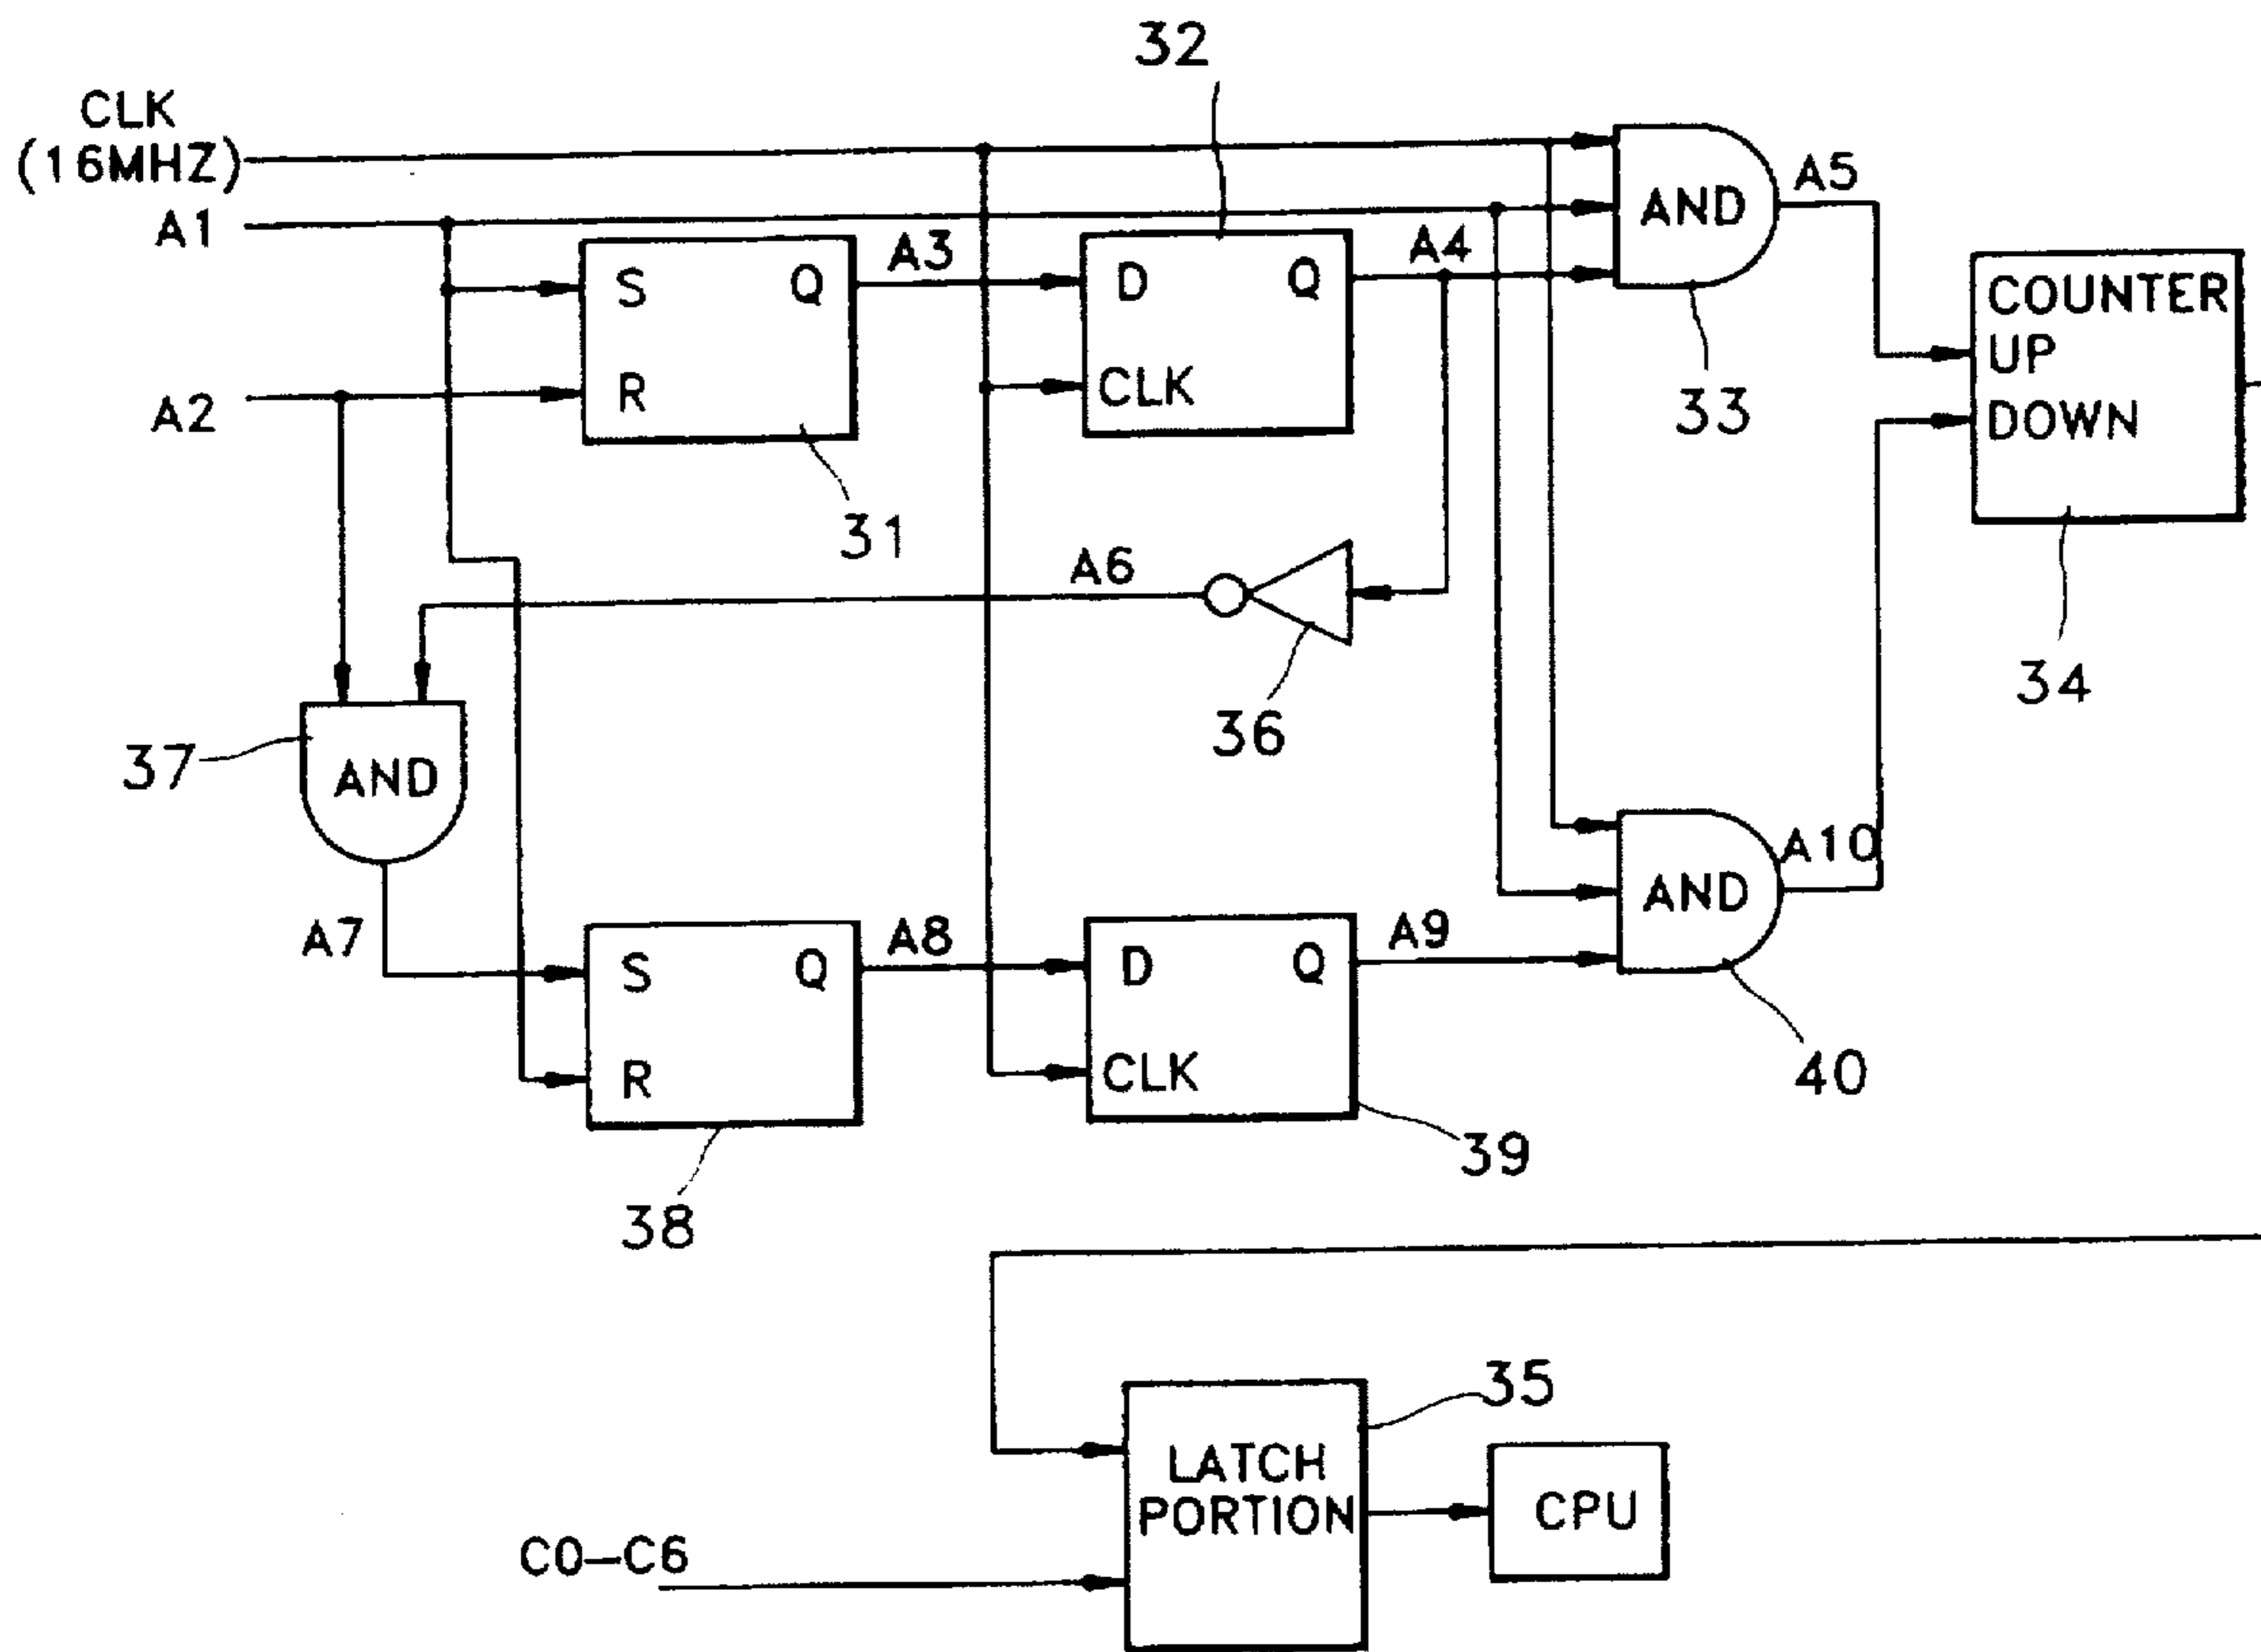 32
CLK
(16MHZ)
A1
A2
S
Q
R
31
A3
D
Q
CLK
A4
AND
33
A5
COUNTER
UP
DOWN
34
A6
36
37
AND
A7
S
Q
R
38
A8
D
Q
CLK
39
A9
AND
40
A10
35
LATCH
PORTION
CPU
C0-C6